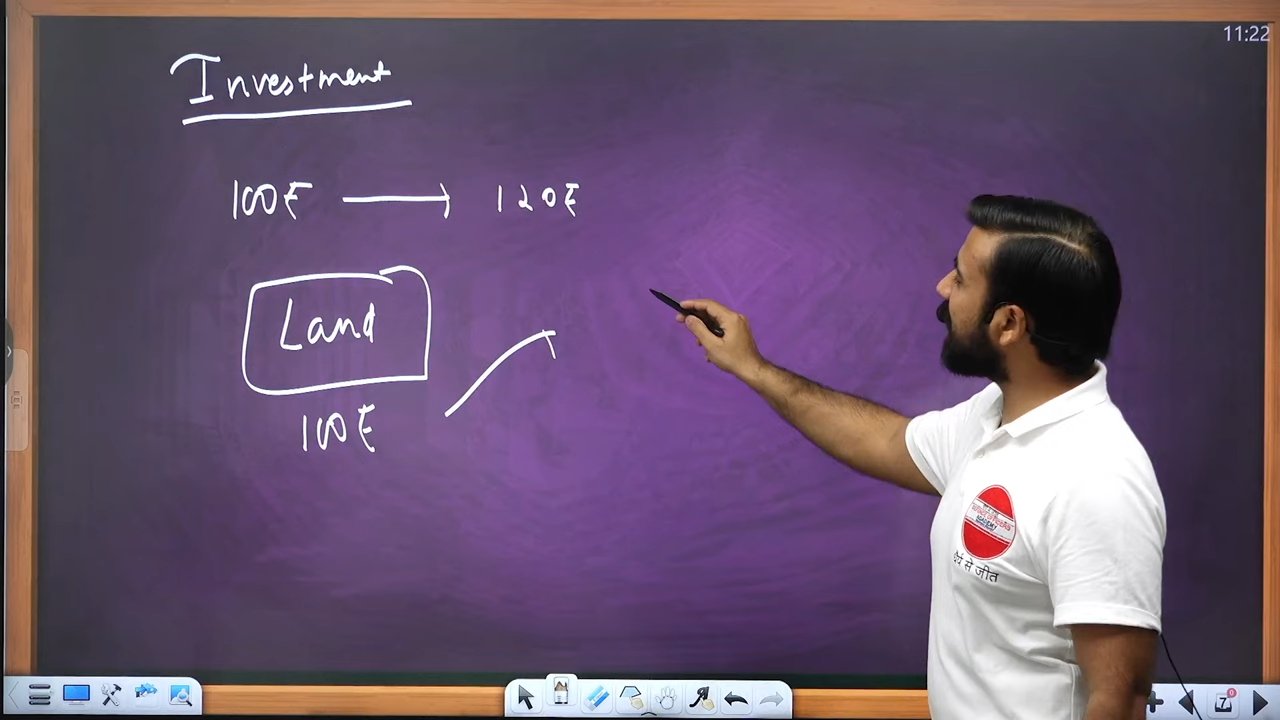 Investment
11:22
100₹ → 120₹
Land
100₹
धैर्य से जीत